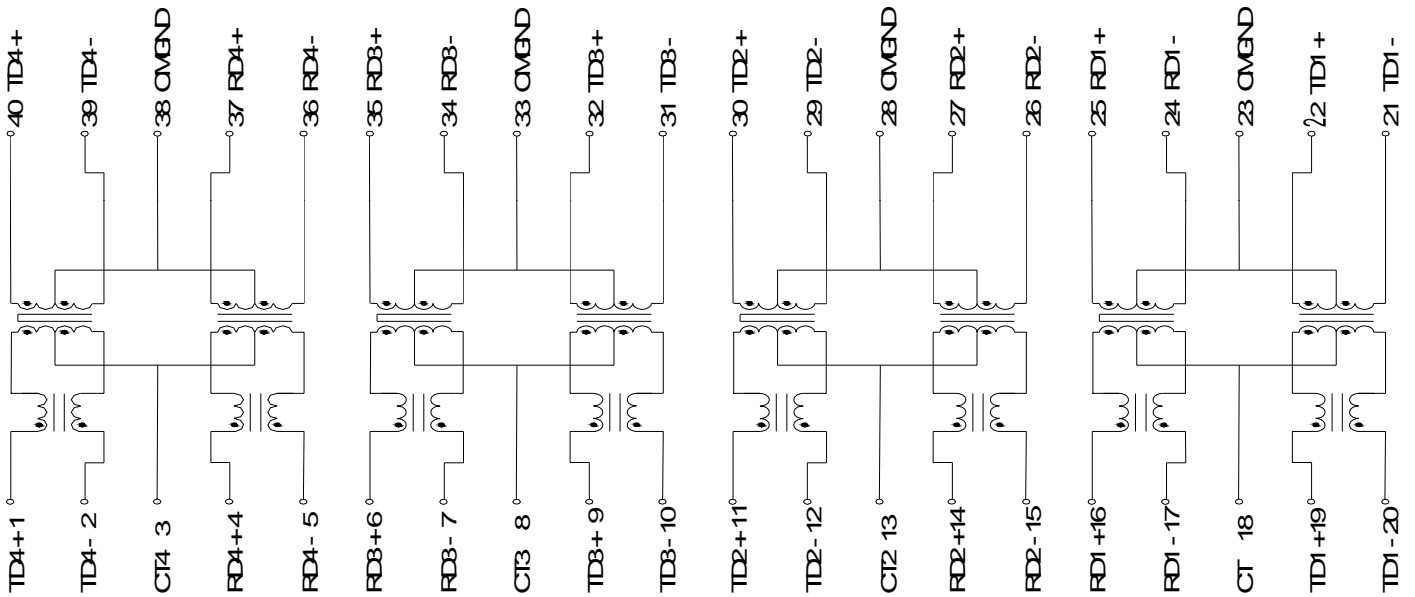 40 TD4+
39 TD4-
38 CMGND
37 RD4+
36 RD4-
35 RD3+
34 RD3-
33 CMGND
32 TD3+
31 TD3-
30 TD2+
29 TD2-
28 CMGND
27 RD2+
26 RD2-
25 RD1+
24 RD1-
23 CMGND
22 TD1+
21 TD1-
TD4+ 1
TD4- 2
CT4 3
RD4+ 4
RD4- 5
RD3+ 6
RD3- 7
CT3 8
TD3+ 9
TD3- 10
TD2+ 11
TD2- 12
CT2 13
RD2+ 14
RD2- 15
RD1+ 16
RD1- 17
CT 18
TD1+ 19
TD1- 20